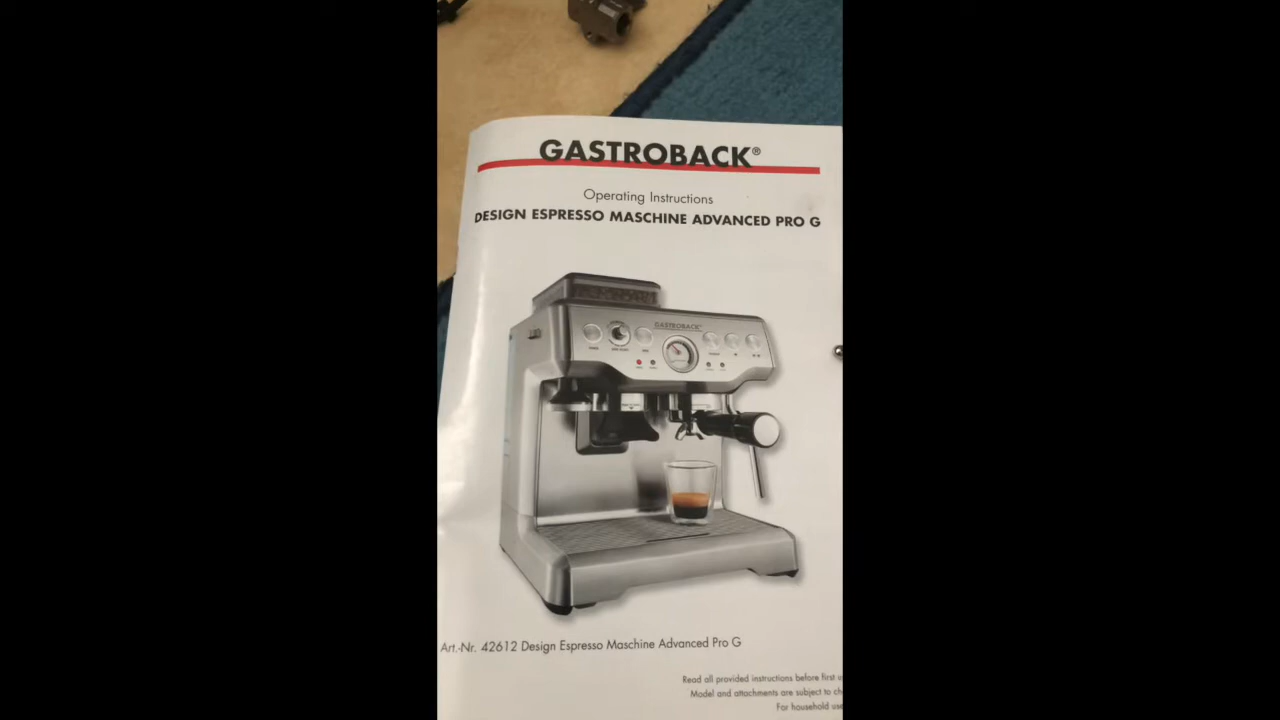 GASTROBACK®
Operating Instructions
DESIGN ESPRESSO MASCHINE ADVANCED PRO G
GASTROBACK
Art.-Nr. 42612 Design Espresso Maschine Advanced Pro G
Read all provided instructions before first
Model and attachments are subject to
For household